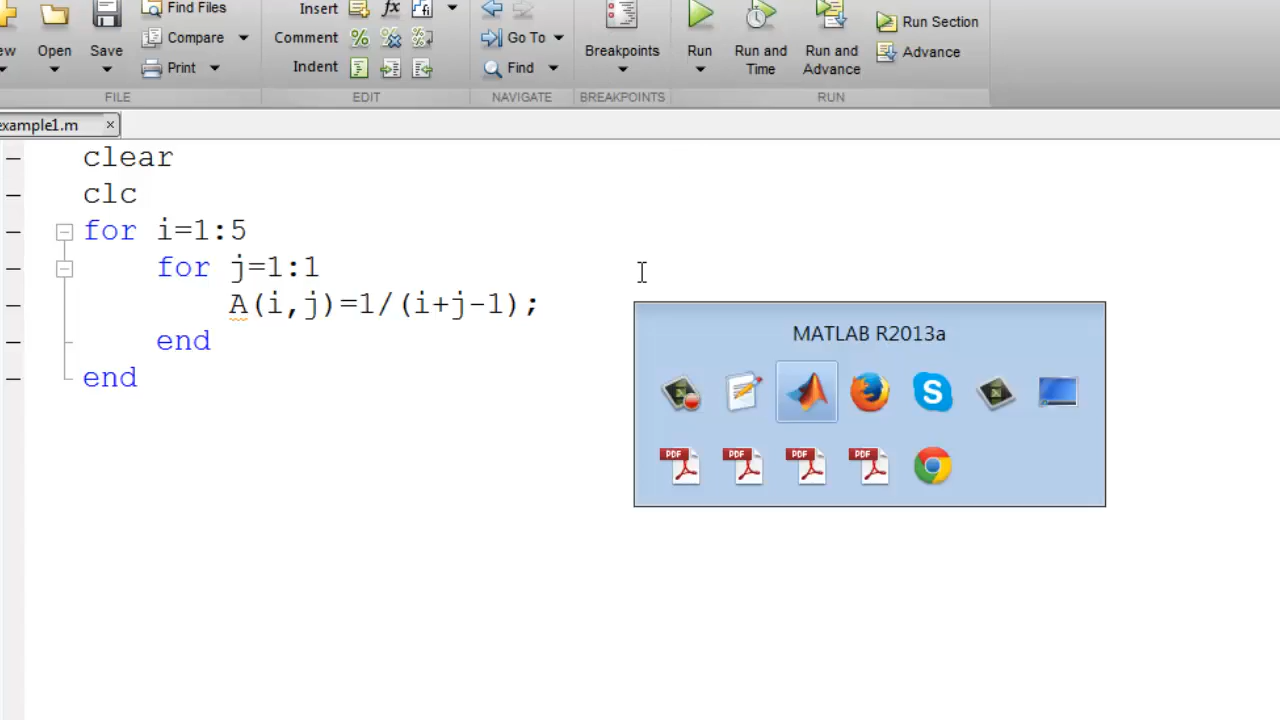 Find Files
Insert
Compare
Comment
Go To
Breakpoints
Run
Run and Time
Run and Advance
Run Section
Advance
Open
Save
Print
Indent
Find
FILE
EDIT
NAVIGATE
BREAKPOINTS
RUN
example1.m
clear
clc
for i=1:5
for j=1:1
A(i,j)=1/(i+j-1);
end
end
MATLAB R2013a
PDF PDF PDF PDF